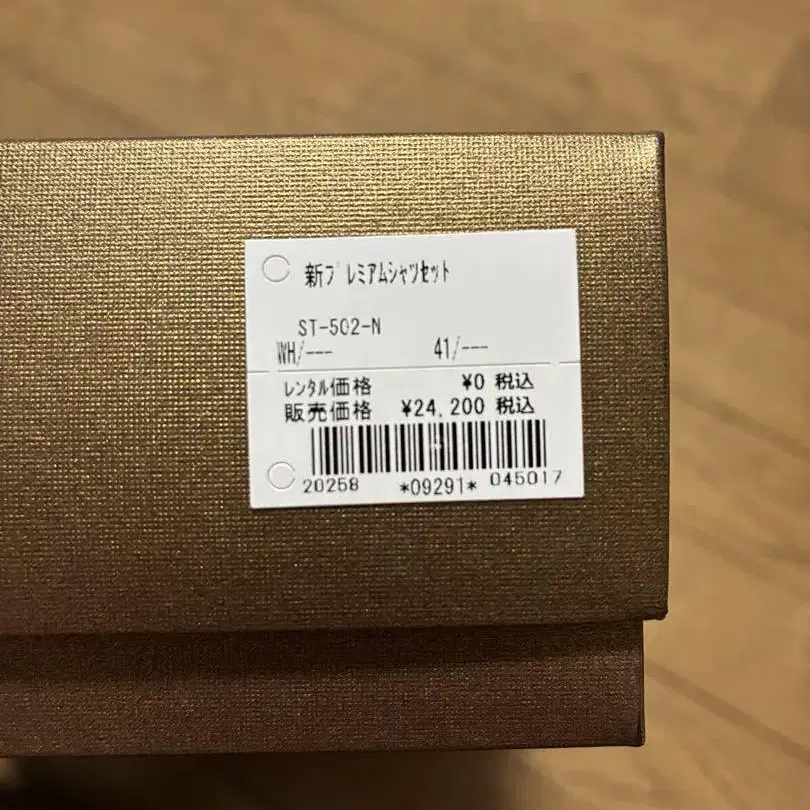 新プレミアムシャツセット
ST-502-N
WH/--- 41/---
レンタル価格 ¥0 税込
販売価格 ¥24,200 税込
20258 *09291* 045017